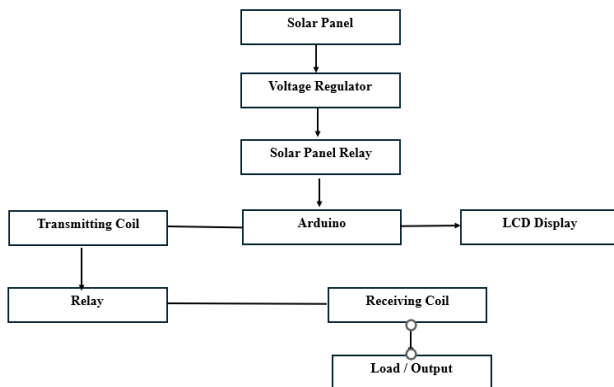 Solar Panel
Voltage Regulator
Solar Panel Relay
Transmitting Coil
Arduino
LCD Display
Relay
Receiving Coil
Load / Output